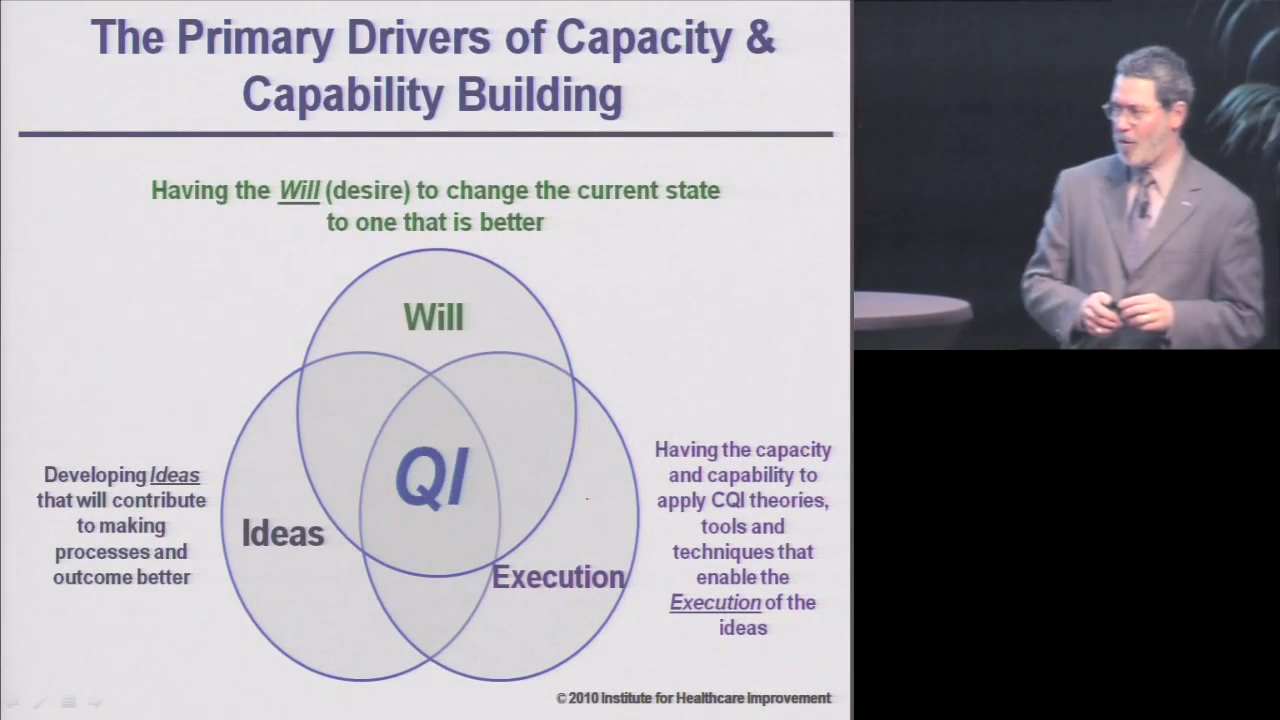 The Primary Drivers of Capacity &
Capability Building
Having the Will (desire) to change the current state
to one that is better
Will
QI
Ideas
Execution
Developing Ideas
that will contribute
to making
processes and
outcome better
Having the capacity
and capability to
apply CQI theories,
tools and
techniques that
enable the
Execution of the
ideas
© 2010 Institute for Healthcare Improvement